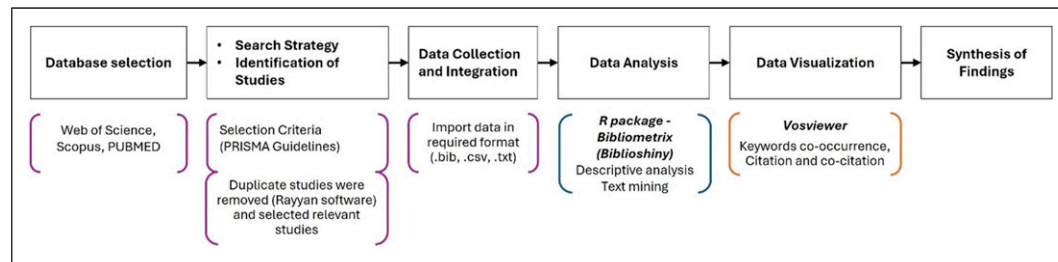 Database selection
• Search Strategy
• Identification of
Studies
Data Collection
and Integration
Data Analysis
Data Visualization
Synthesis of
Findings
Web of Science,
Scopus, PUBMED
Selection Criteria
(PRISMA Guidelines)
Duplicate studies were
removed (Rayyan software)
and selected relevant
studies
Import data in
required format
(.bib, .csv, .txt)
R package -
Bibliometrix
(Biblioshiny)
Descriptive analysis
Text mining
Vosviewer
Keywords co-occurrence,
Citation and co-citation